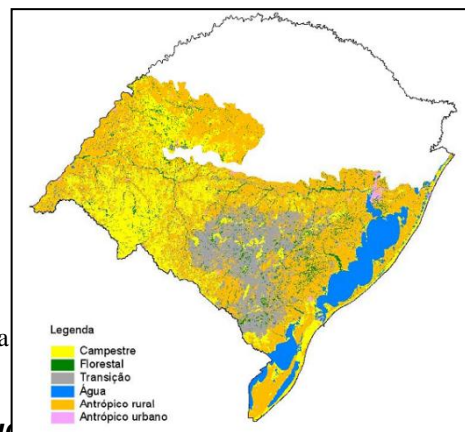 a
Legenda
Campestre
Florestal
Transição
Água
Antrópico rural
Antrópico urbano